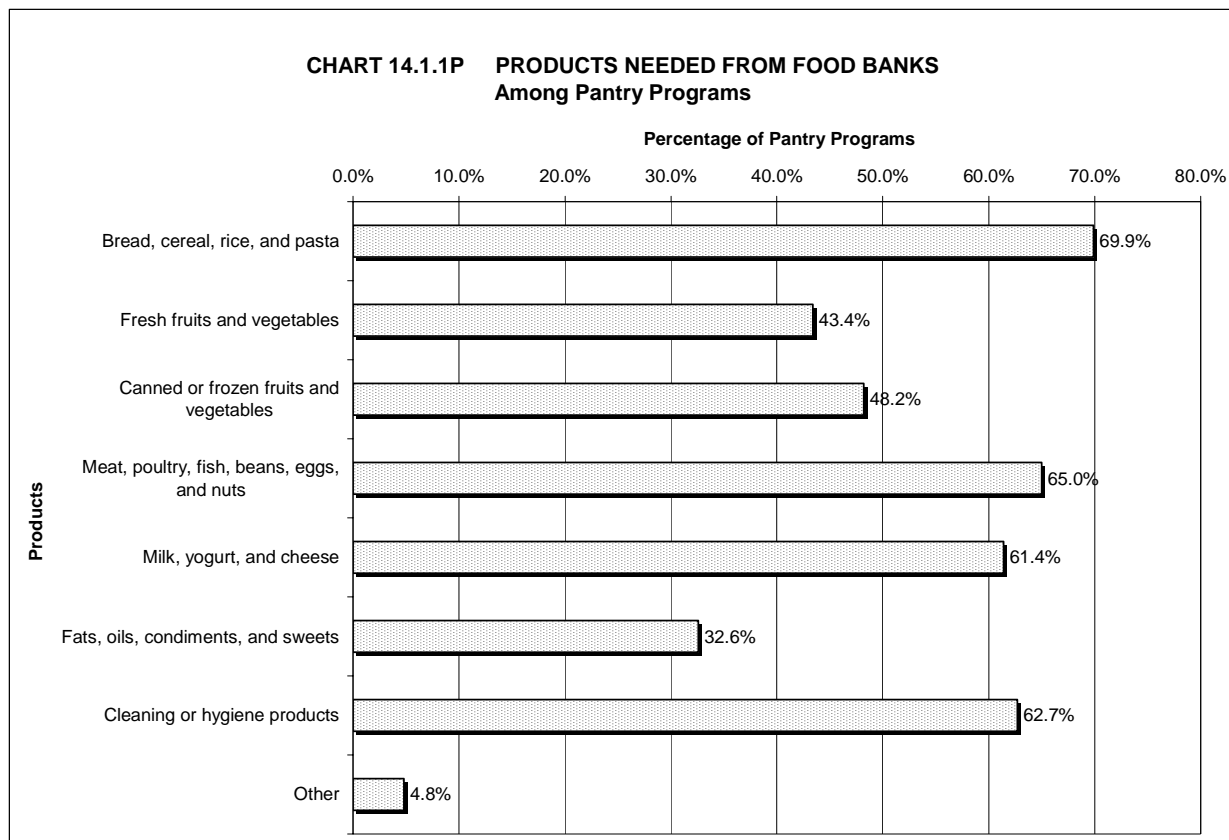 CHART 14.1.1P PRODUCTS NEEDED FROM FOOD BANKS
Among Pantry Programs
Percentage of Pantry Programs
0.0% 10.0% 20.0% 30.0% 40.0% 50.0% 60.0% 70.0% 80.0%
Products
Bread, cereal, rice, and pasta 69.9%
Fresh fruits and vegetables 43.4%
Canned or frozen fruits and
vegetables 48.2%
Meat, poultry, fish, beans, eggs,
and nuts 65.0%
Milk, yogurt, and cheese 61.4%
Fats, oils, condiments, and sweets 32.6%
Cleaning or hygiene products 62.7%
Other 4.8%